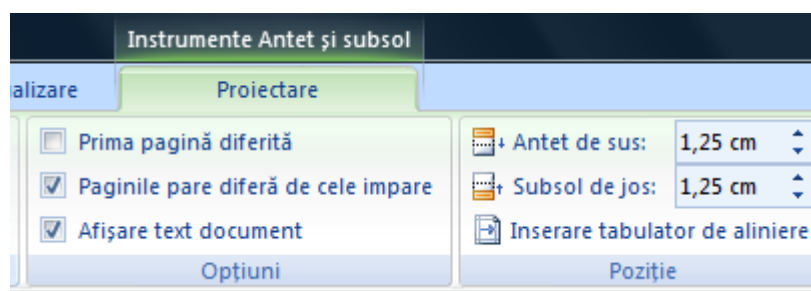 Instrumente Antet și subsol
alizare Proiectare
Prima pagină diferită
Paginile pare diferă de cele impare
Afișare text document
Opțiuni
Antet de sus: 1,25 cm
Subsol de jos: 1,25 cm
Inserare tabulator de aliniere
Poziție